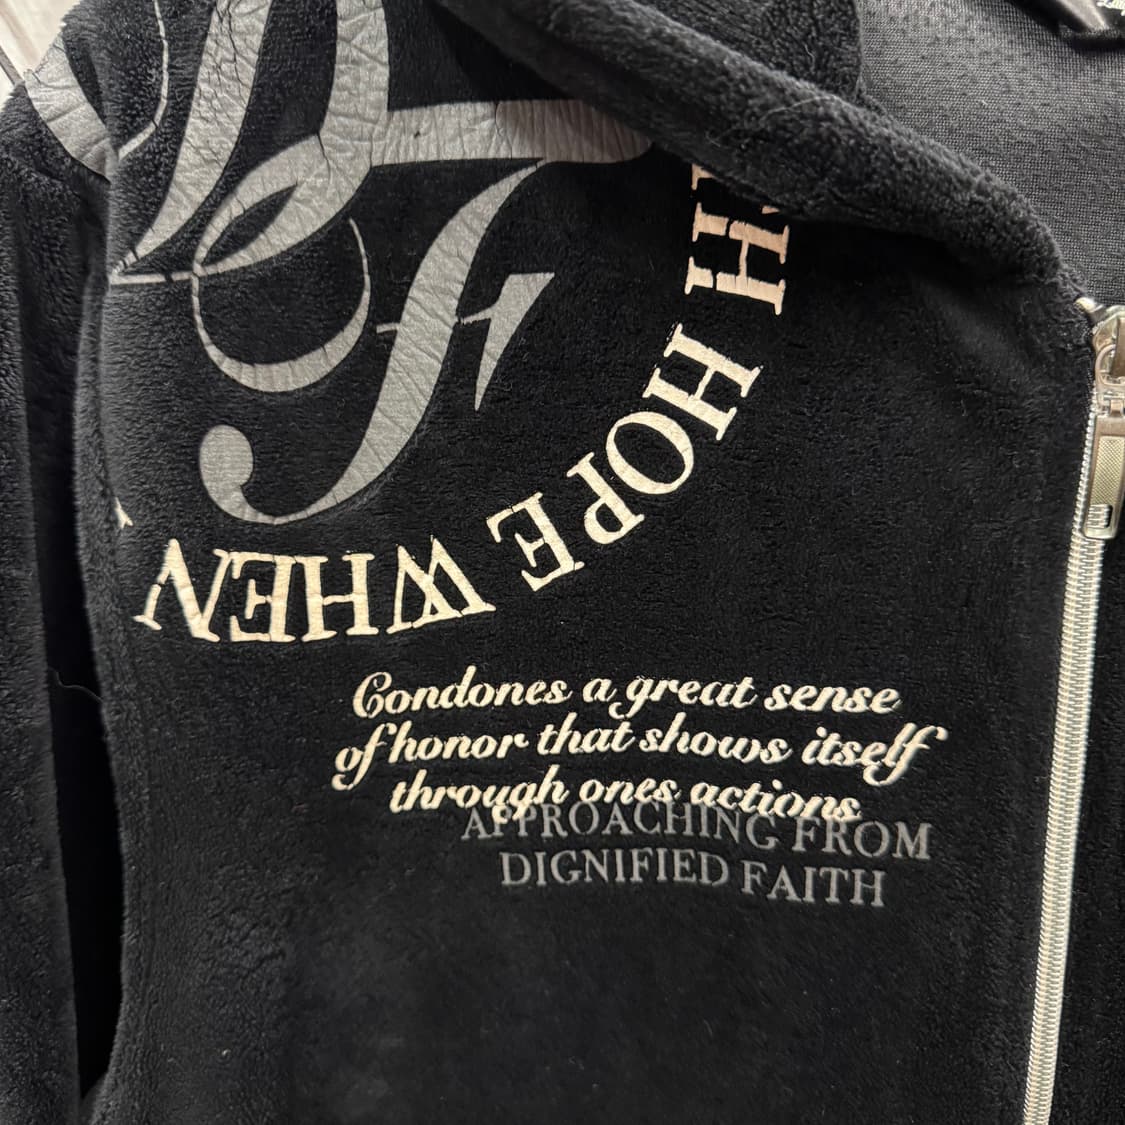 HOPE WHEN
Condones a great sense
of honor that shows itself
through ones actions
APPROACHING FROM
DIGNIFIED FAITH